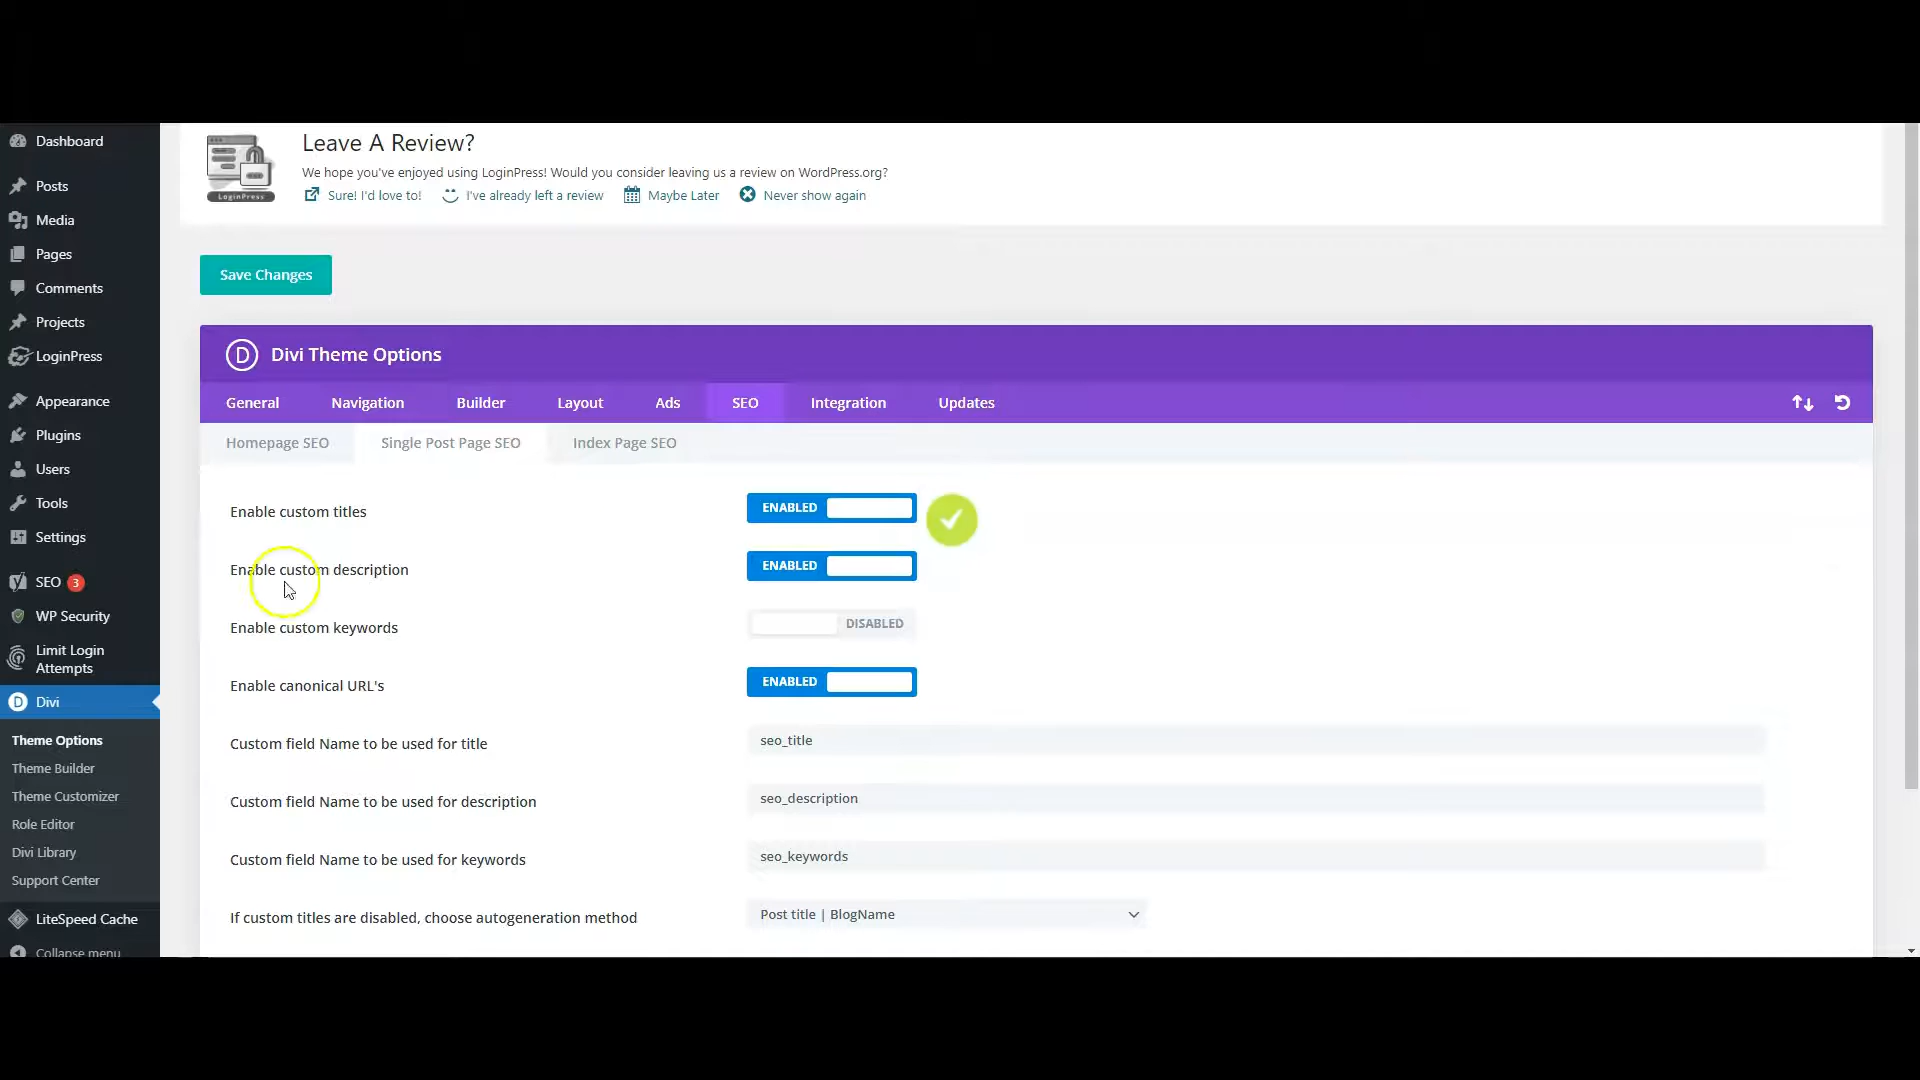 Leave A Review?
We hope you've enjoyed using LoginPress! Would you consider leaving us a review on WordPress.org?
Sure! I'd love to! I've already left a review Maybe Later Never show again
LoginPress
Dashboard
Posts
Media
Pages
Comments
Projects
LoginPress
Appearance
Plugins
Users
Tools
Settings
SEO 3
WP Security
Limit Login
Attempts
D Divi
Theme Options
Theme Builder
Theme Customizer
Role Editor
Divi Library
Support Center
LiteSpeed Cache
Collapse menu
Save Changes
D Divi Theme Options
General Navigation Builder Layout Ads SEO Integration Updates
Homepage SEO Single Post Page SEO Index Page SEO
Enable custom titles ENABLED
Enable custom description ENABLED
Enable custom keywords DISABLED
Enable canonical URL's ENABLED
Custom field Name to be used for title seo_title
Custom field Name to be used for description seo_description
Custom field Name to be used for keywords seo_keywords
If custom titles are disabled, choose autogeneration method Post title | BlogName